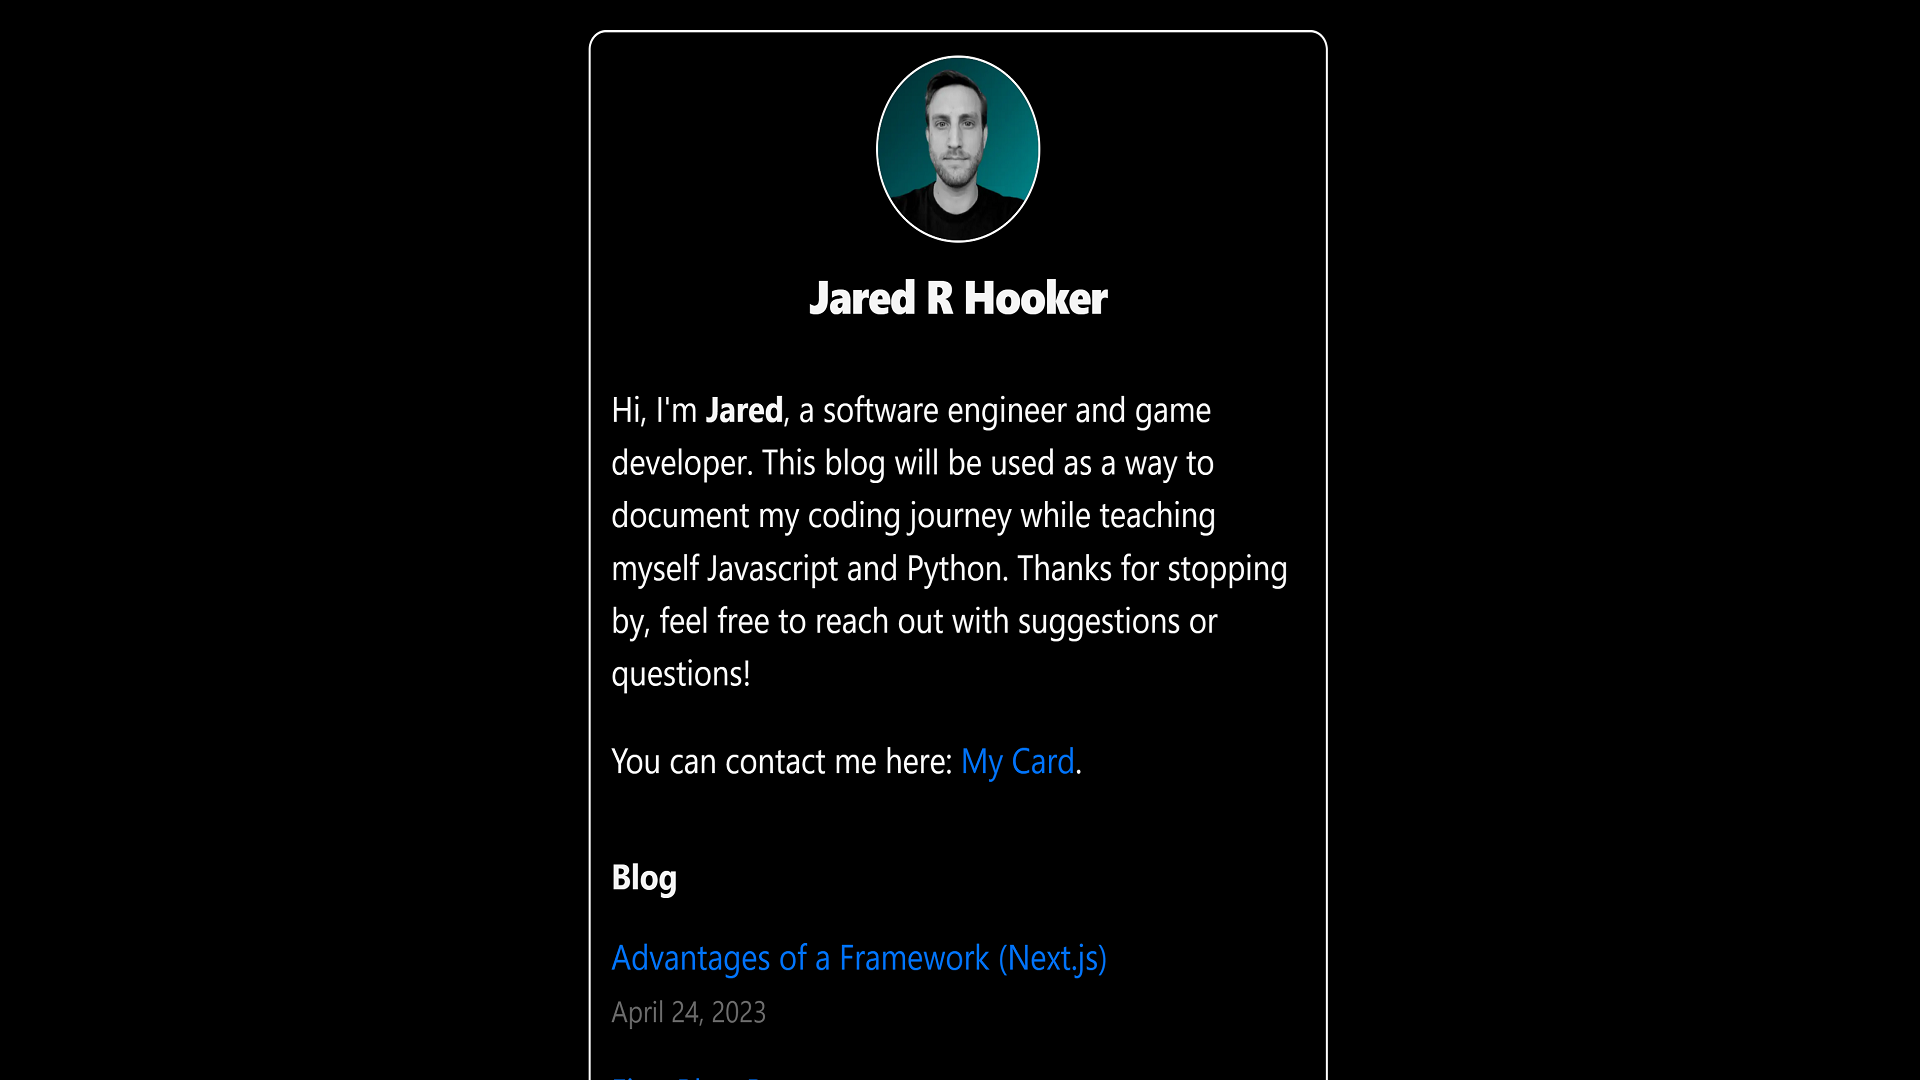 Jared R Hooker
Hi, I'm Jared, a software engineer and game
developer. This blog will be used as a way to
document my coding journey while teaching
myself Javascript and Python. Thanks for stopping
by, feel free to reach out with suggestions or
questions!
You can contact me here: My Card.
Blog
Advantages of a Framework (Next.js)
April 24, 2023